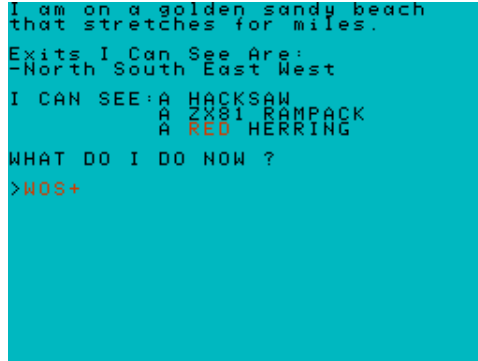 I am on a golden sandy beach
that stretches for miles.
Exits I Can See Are:
-North South East West
I CAN SEE:A HACKSAW
A ZX81 RAMPACK
A RED HERRING
WHAT DO I DO NOW ?
>WOS+